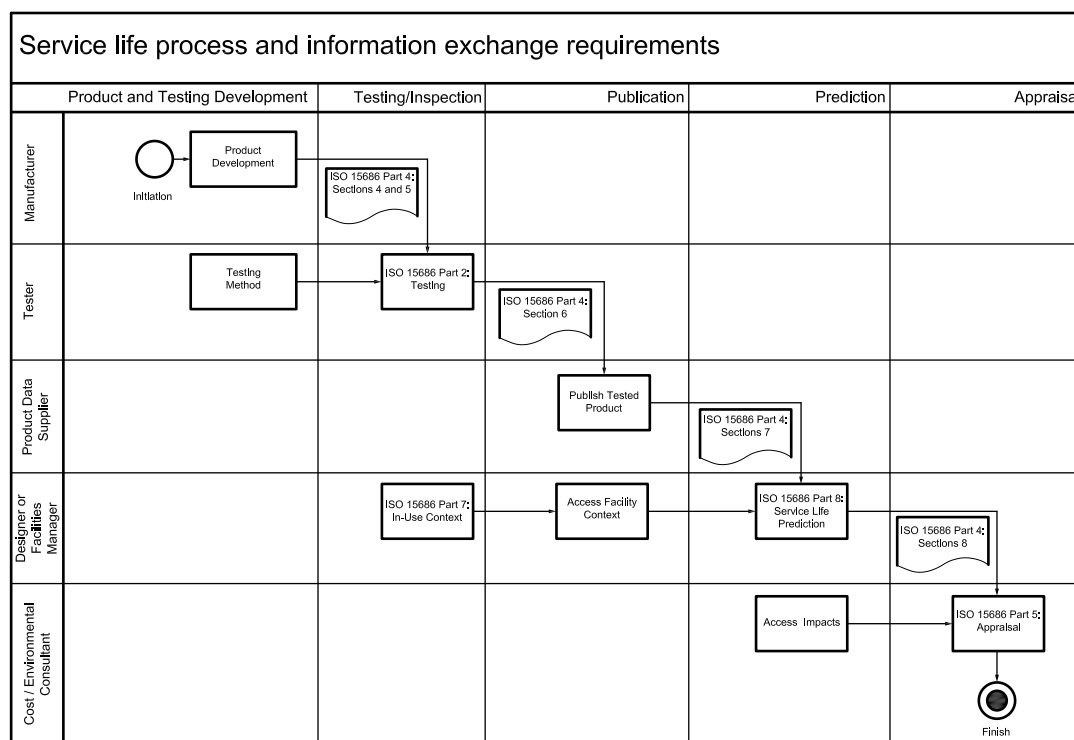 Service life process and information exchange requirements
Product and Testing Development
Testing/Inspection
Publication
Prediction
Appraisa
Manufacturer
Initiation
Product
Development
ISO 15686 Part 4:
Sections 4 and 5
Tester
Testing
Method
ISO 15686 Part 2:
Testing
ISO 15686 Part 4:
Section 6
Product Data
Supplier
Publish Tested
Product
ISO 15686 Part 4:
Sections 7
Designer or
Facilities
Manager
ISO 15686 Part 7:
In-Use Context
Access Facility
Context
ISO 15686 Part 8:
Service Life
Prediction
ISO 15686 Part 4:
Sections 8
Cost / Environmental
Consultant
Access Impacts
ISO 15686 Part 5:
Appraisal
Finish